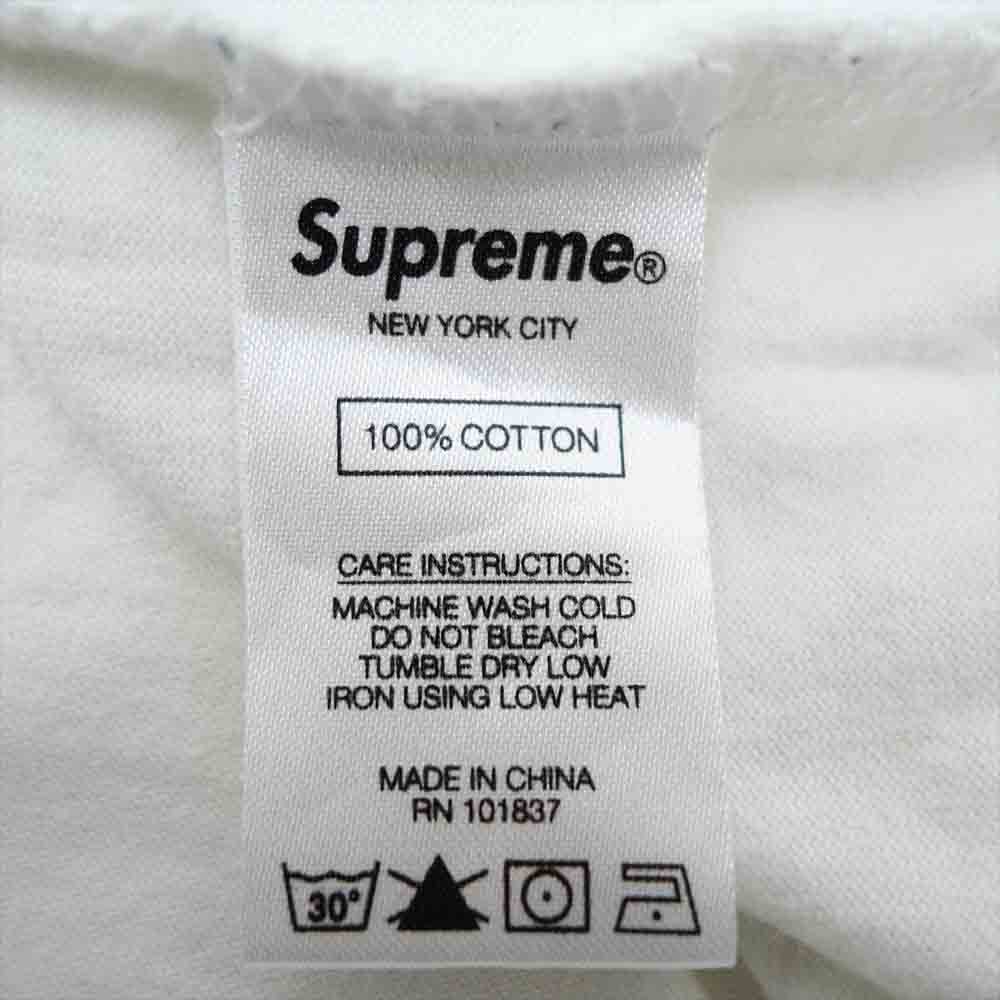 Supreme®
NEW YORK CITY
100% COTTON
CARE INSTRUCTIONS:
MACHINE WASH COLD
DO NOT BLEACH
TUMBLE DRY LOW
IRON USING LOW HEAT
MADE IN CHINA
RN 101837
30°